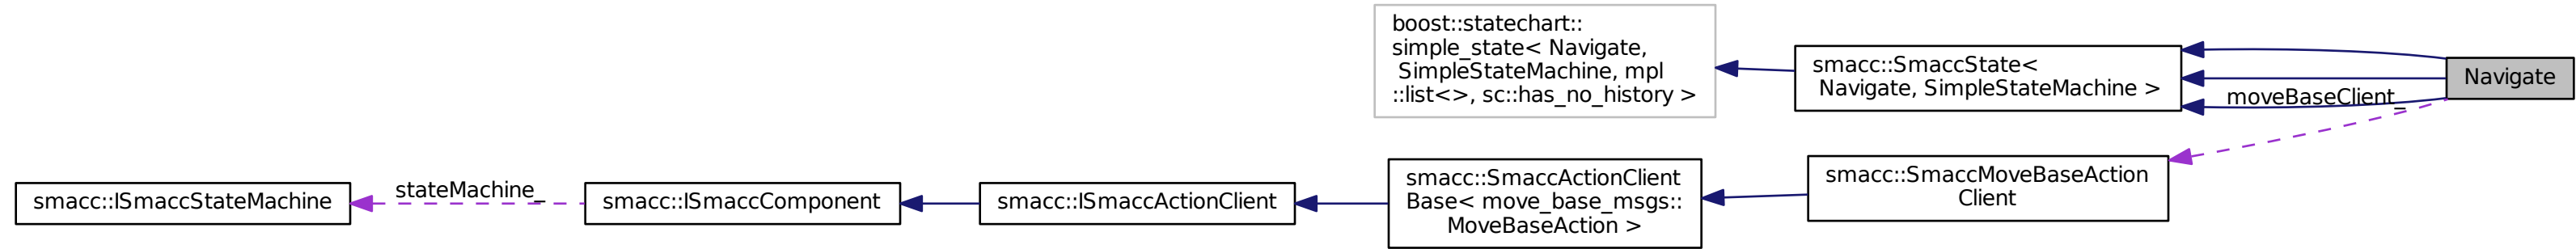 boost::statechart::
simple_state< Navigate,
SimpleStateMachine, mpl
::list<>, sc::has_no_history >
smacc::SmaccState<
Navigate, SimpleStateMachine >
Navigate
moveBaseClient_
smacc::ISmaccStateMachine
stateMachine_
smacc::ISmaccComponent
smacc::ISmaccActionClient
smacc::SmaccActionClient
Base< move_base_msgs::
MoveBaseAction >
smacc::SmaccMoveBaseAction
Client